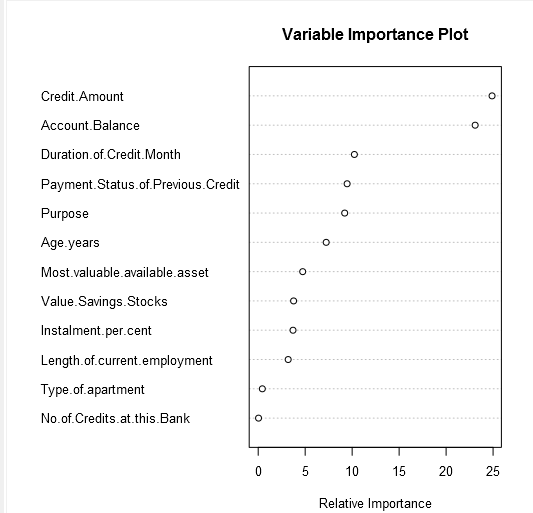 Variable Importance Plot
Credit.Amount
Account.Balance
Duration.of.Credit.Month
Payment.Status.of.Previous.Credit
Purpose
Age.years
Most.valuable.available.asset
Value.Savings.Stocks
Instalment.per.cent
Length.of.current.employment
Type.of.apartment
No.of.Credits.at.this.Bank
0 5 10 15 20 25
Relative Importance